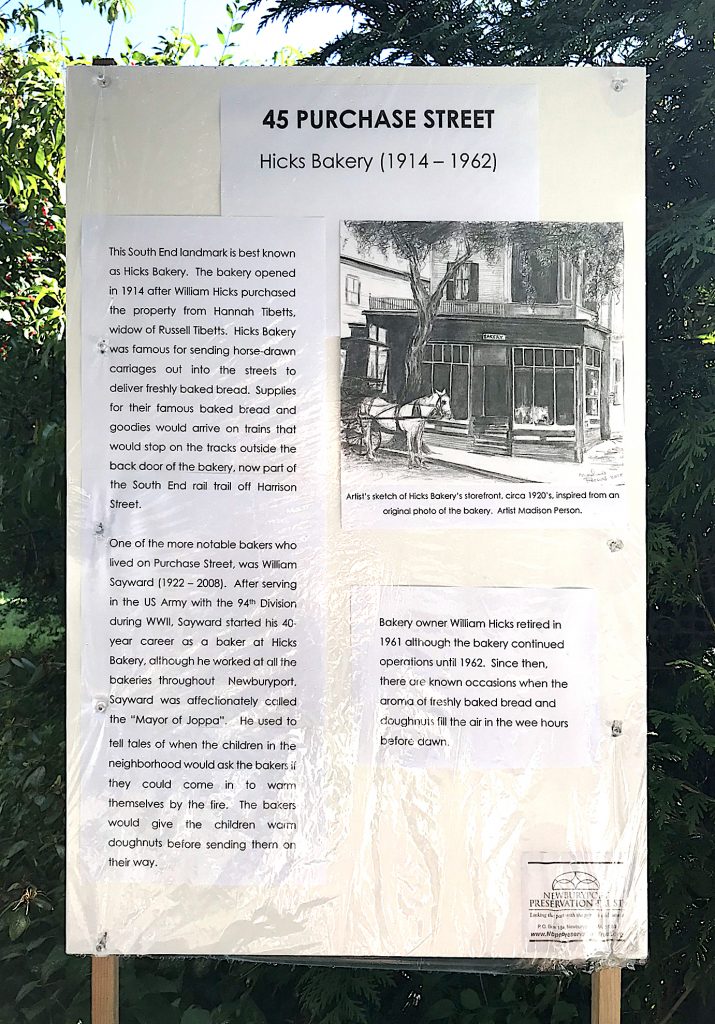 45 PURCHASE STREET
Hicks Bakery (1914 – 1962)
This South End landmark is best known
as Hicks Bakery. The bakery opened
in 1914 after William Hicks purchased
the property from Hannah Tibetts,
widow of Russell Tibetts. Hicks Bakery
was famous for sending horse-drawn
carriages out into the streets to
deliver freshly baked bread. Supplies
for their famous baked bread and
goodies would arrive on trains that
would stop on the tracks outside the
back door of the bakery, now part of
the South End rail trail off Harrison
Street.
One of the more notable bakers who
lived on Purchase Street, was William
Sayward (1922 – 2008). After serving
in the US Army with the 94th Division
during WWII, Sayward started his 40-
year career as a baker at Hicks
Bakery, although he worked at all the
bakeries throughout Newburyport.
Sayward was affectionately called
the "Mayor of Joppa". He used to
tell tales of when the children in the
neighborhood would ask the bakers if
they could come in to warm
themselves by the fire. The bakers
would give the children warm
doughnuts before sending them on
their way.
BAKERY
Artist's sketch of Hicks Bakery's storefront, circa 1920's, inspired from an
original photo of the bakery. Artist Madison Person.
Bakery owner William Hicks retired in
1961 although the bakery continued
operations until 1962. Since then,
there are known occasions when the
aroma of freshly baked bread and
doughnuts fill the air in the wee hours
before dawn.
NEWBURYPORT
PRESERVATION TRUST
Linking the past with the
P.O. Box